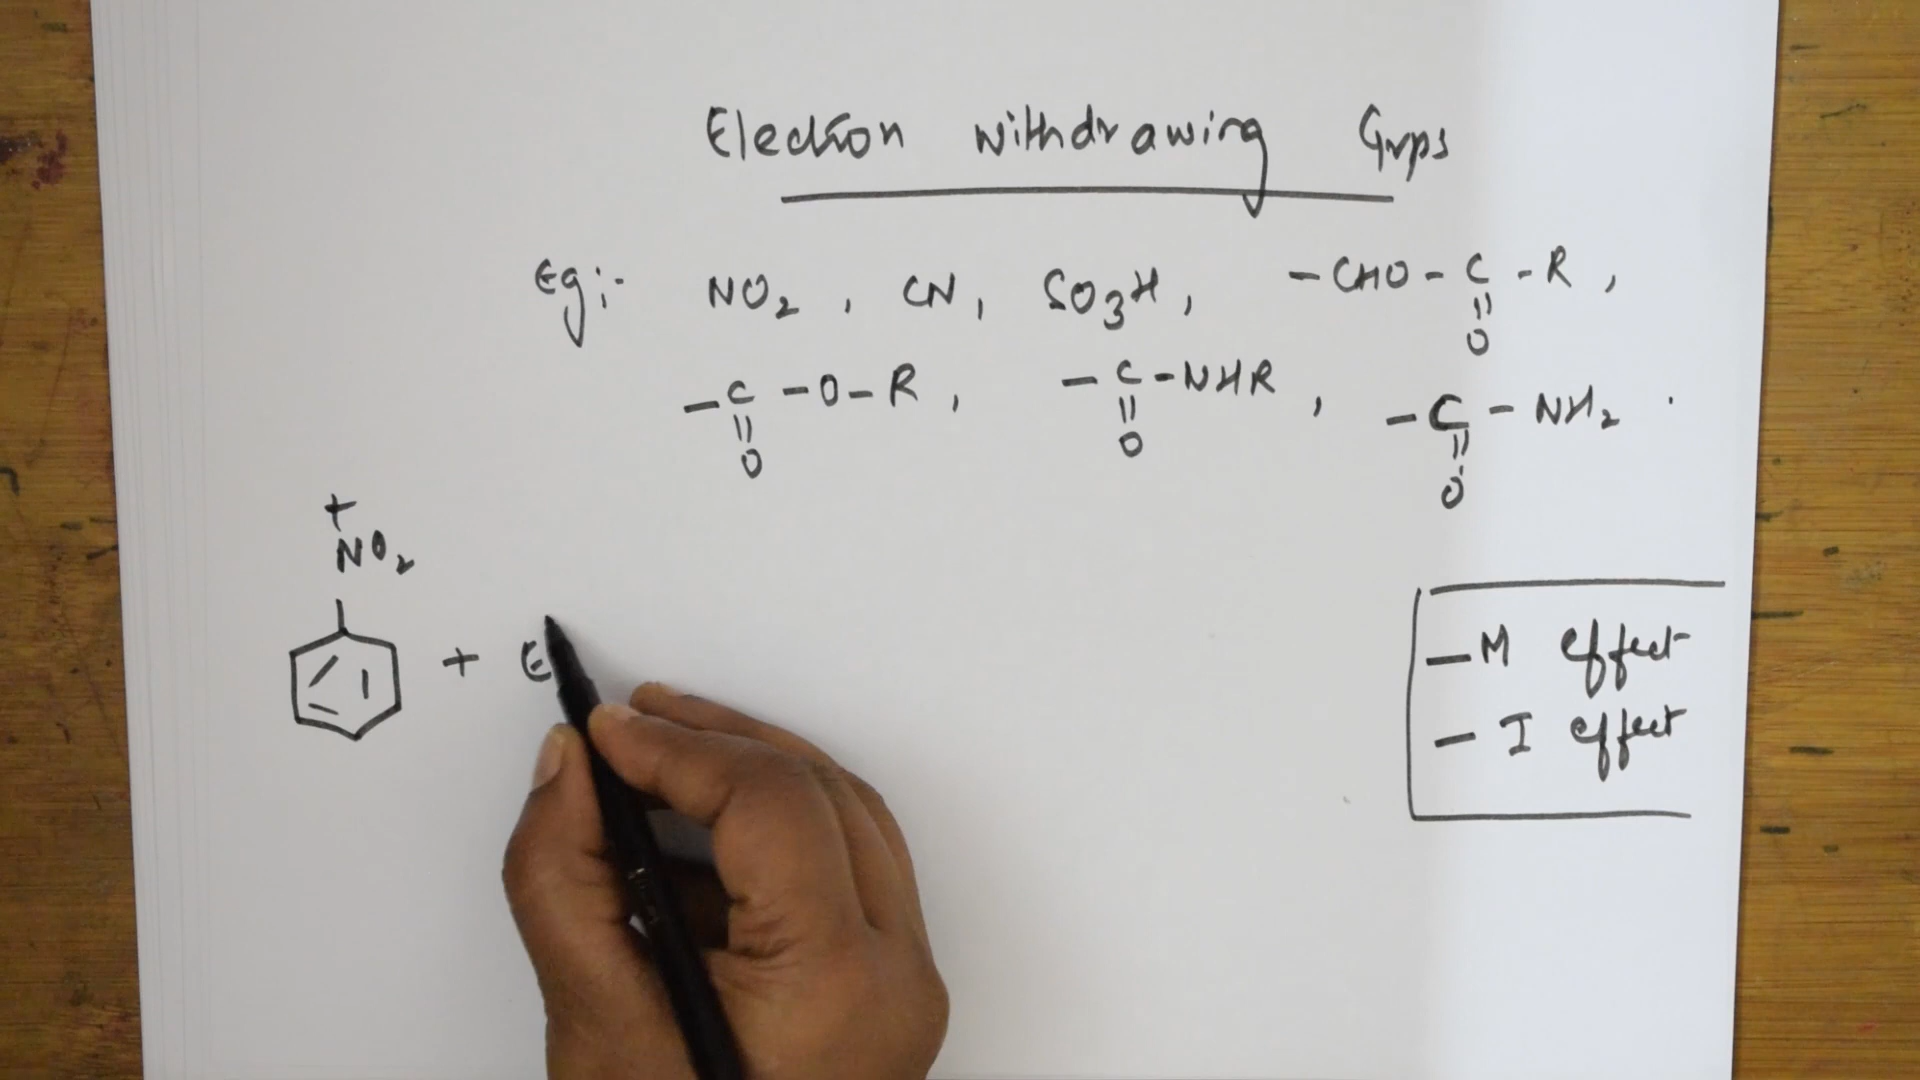 Electron withdrawing Grps
Eg:- NO2, CN, SO3H, -CHO - C - R,
O
- C - O - R, - C - NHR, - C - NH2.
O O O
+
NO2
+ E
- M effect
- I effect